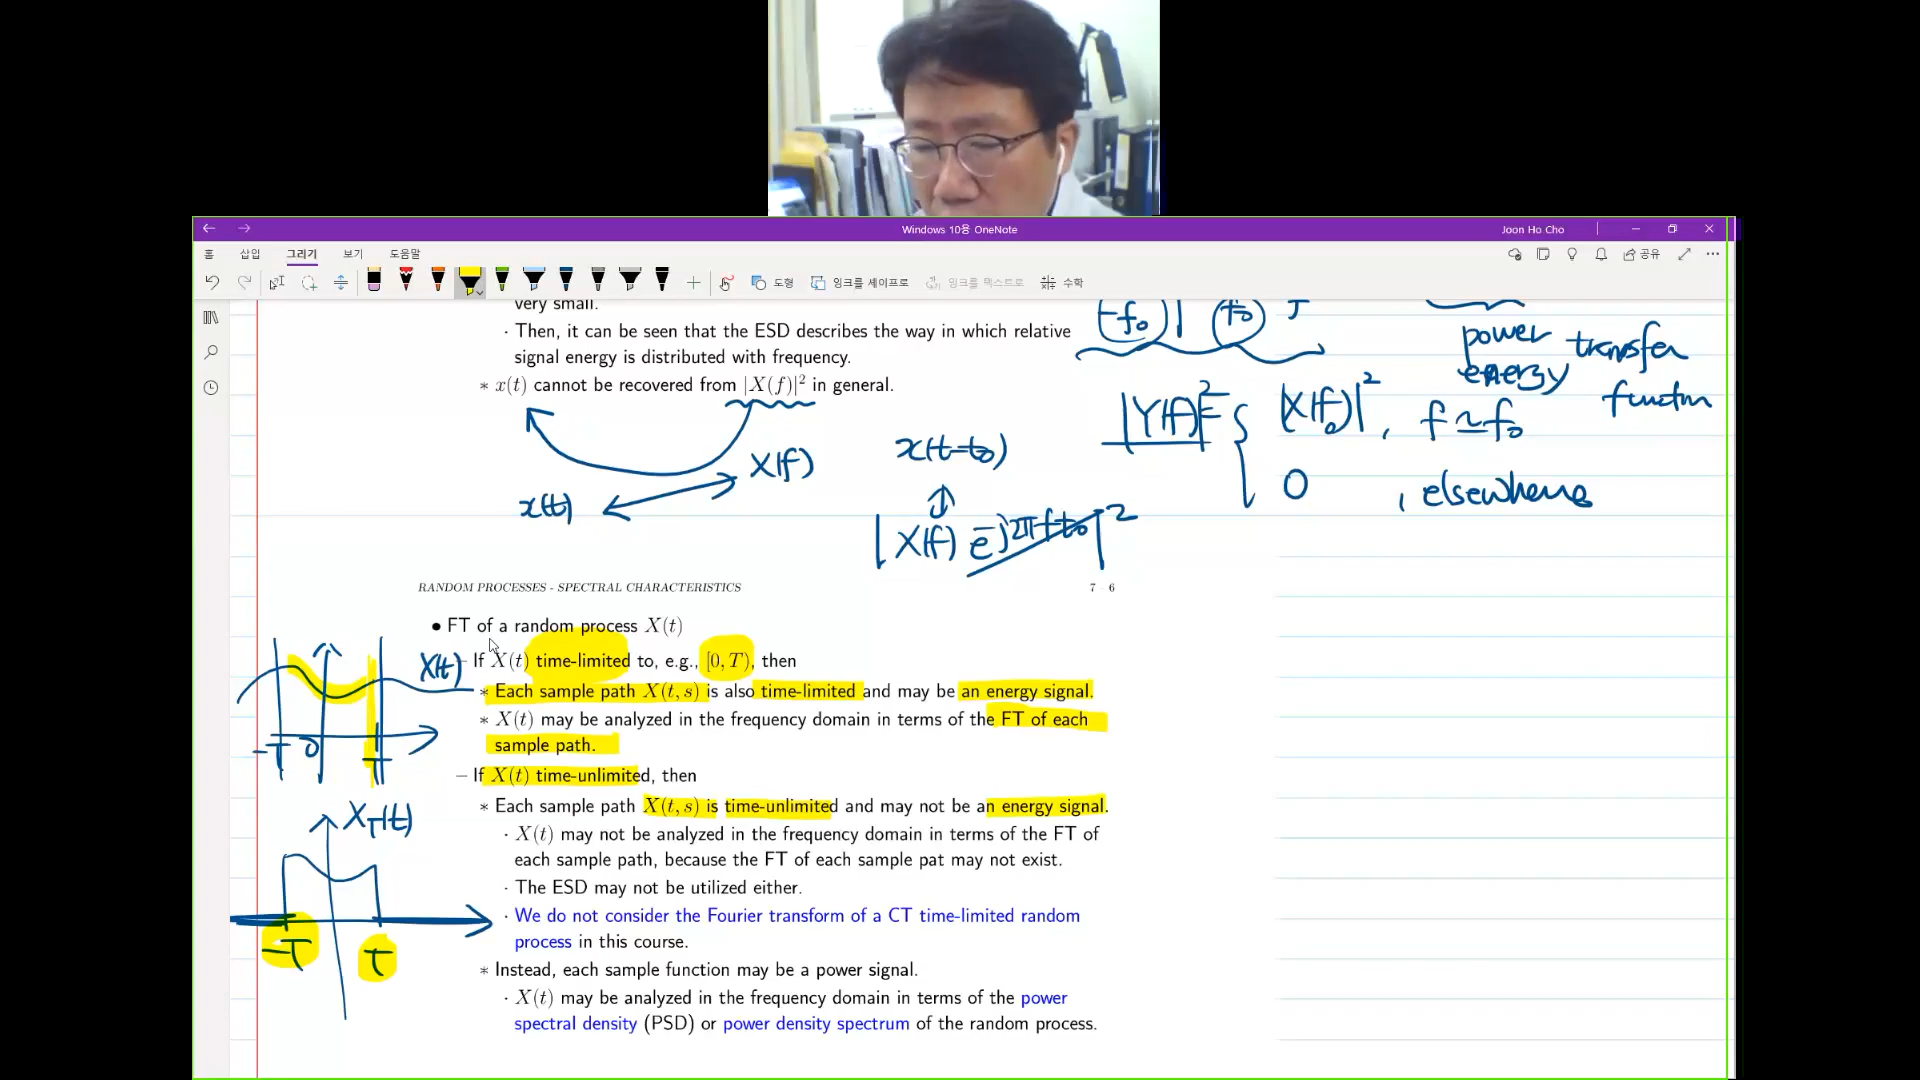 Windows 10용 OneNote
Joon Ho Cho
홈 삽입 그리기 보기 도움말
공유
도형 잉크를 셰이프로 잉크를 텍스트로 수학
very small.
· Then, it can be seen that the ESD describes the way in which relative
signal energy is distributed with frequency.
∗ x(t) cannot be recovered from |X(f)|² in general.
-f₀ f₀ f
power
energy
transfer
function
|Y(f)|² = { |X(f₀)|², f ≃ f₀
0, elsewhere
x(t-t₀)
X(f)
x(t)
↕
|X(f) e^-j2πft₀|²
RANDOM PROCESSES - SPECTRAL CHARACTERISTICS 7 6
● FT of a random process X(t)
– If X(t) time-limited to, e.g., [0, T), then
∗ Each sample path X(t, s) is also time-limited and may be an energy signal.
∗ X(t) may be analyzed in the frequency domain in terms of the FT of each
sample path.
– If X(t) time-unlimited, then
∗ Each sample path X(t, s) is time-unlimited and may not be an energy signal.
· X(t) may not be analyzed in the frequency domain in terms of the FT of
each sample path, because the FT of each sample pat may not exist.
· The ESD may not be utilized either.
· We do not consider the Fourier transform of a CT time-limited random
process in this course.
∗ Instead, each sample function may be a power signal.
· X(t) may be analyzed in the frequency domain in terms of the power
spectral density (PSD) or power density spectrum of the random process.
X(t)
-T 0 T
X_T(t)
-T T